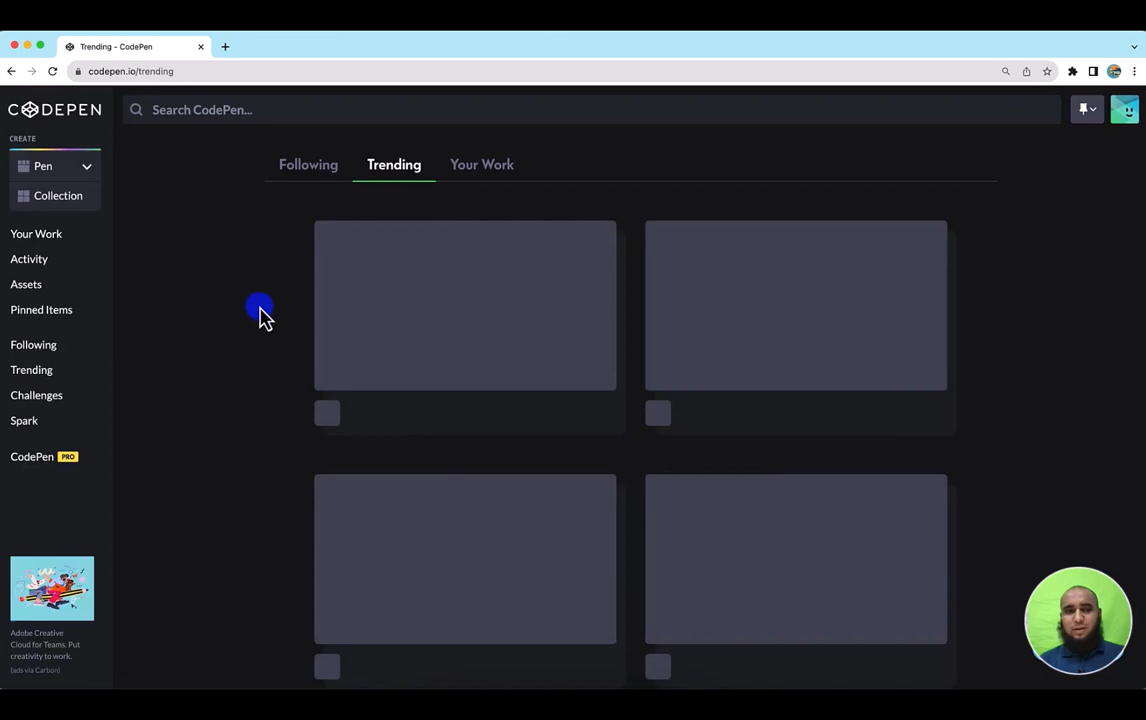 Trending - CodePen
codepen.io/trending
CODEPEN
Search CodePen...
CREATE
Pen
Collection
Following
Trending
Your Work
Your Work
Activity
Assets
Pinned Items
Following
Trending
Challenges
Spark
CodePen PRO
Adobe Creative
Cloud for Teams. Put
creativity to work.
(ads via Carbon)